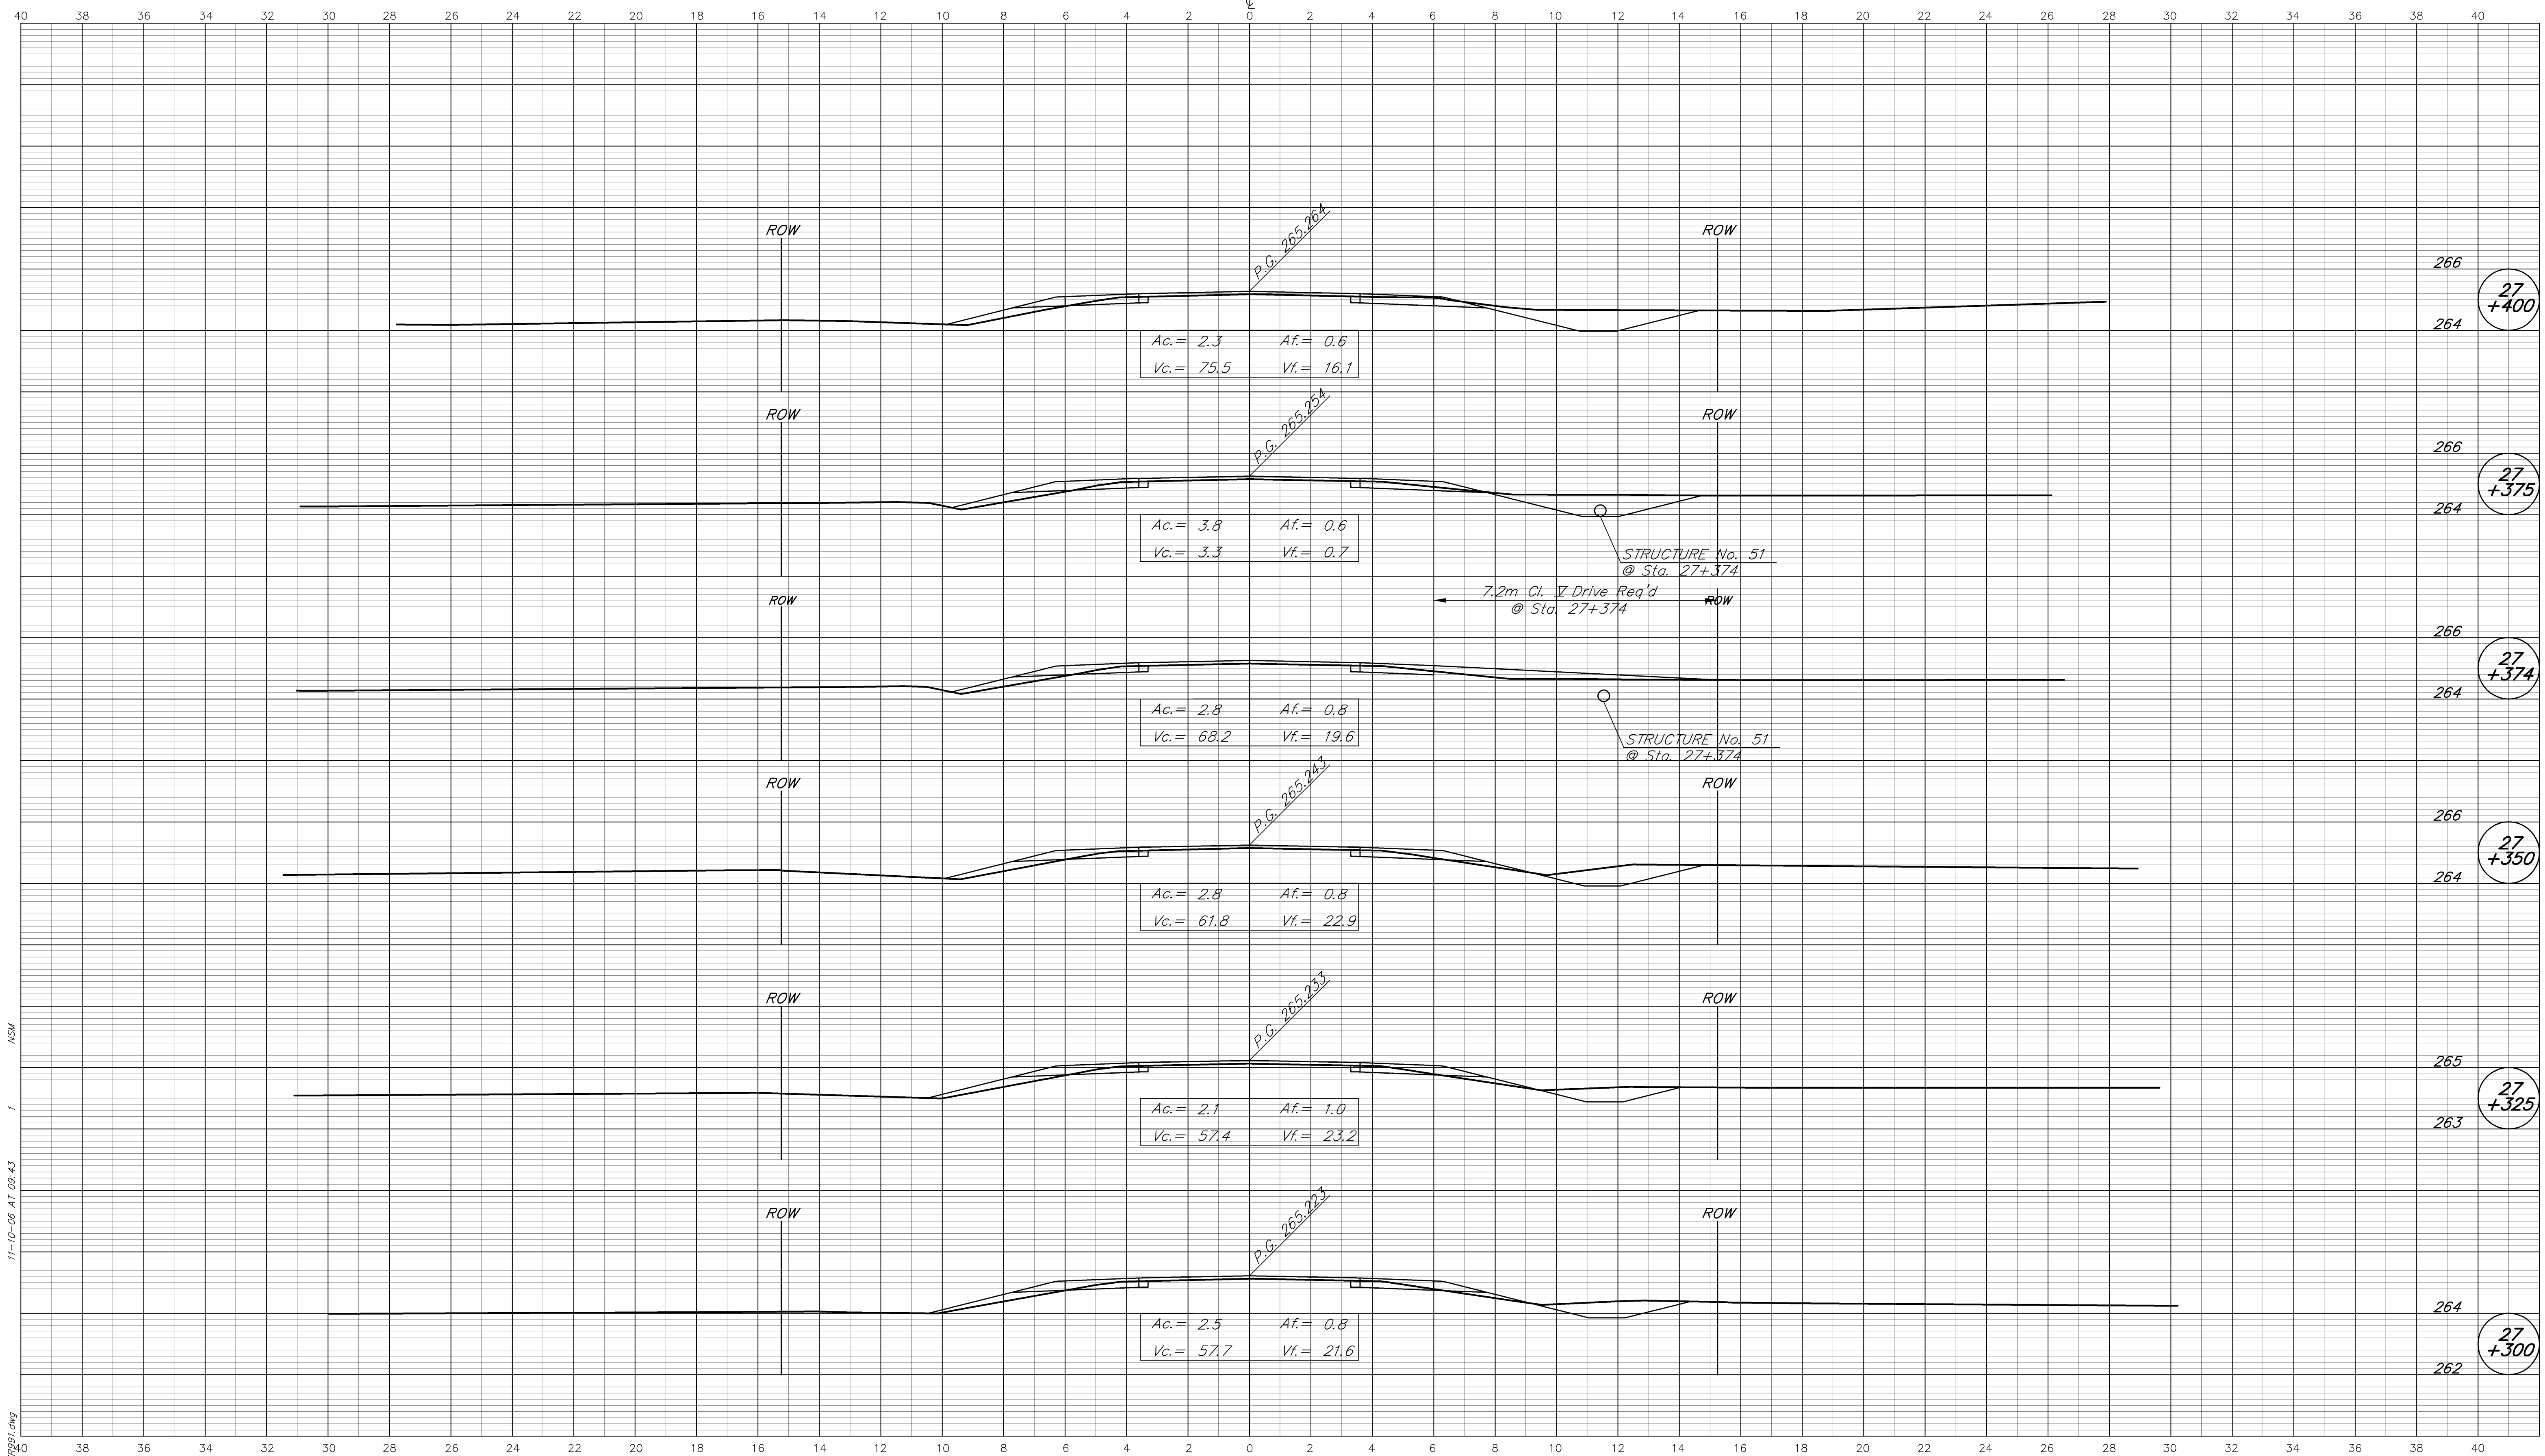 40 38 36 34 32 30 28 26 24 22 20 18 16 14 12 10 8 6 4 2 0 2 4 6 8 10 12 14 16 18 20 22 24 26 28 30 32 34 36 38 40
P.G. 265.264
ROW ROW
266
27
+400
264
Ac.= 2.3 Af.= 0.6
Vc.= 75.5 Vf.= 16.1
P.G. 265.254
ROW ROW
266
27
+375
264
Ac.= 3.8 Af.= 0.6
Vc.= 3.3 Vf.= 0.7
STRUCTURE No. 51
@ Sta. 27+374
7.2m Cl. V Drive Req'd
@ Sta. 27+374
ROW ROW
266
27
+374
264
Ac.= 2.8 Af.= 0.8
Vc.= 68.2 Vf.= 19.6
STRUCTURE No. 51
@ Sta. 27+374
P.G. 265.243
ROW ROW
266
27
+350
264
Ac.= 2.8 Af.= 0.8
Vc.= 61.8 Vf.= 22.9
P.G. 265.233
ROW ROW
265
27
+325
263
Ac.= 2.1 Af.= 1.0
Vc.= 57.4 Vf.= 23.2
P.G. 265.223
ROW ROW
264
27
+300
262
Ac.= 2.5 Af.= 0.8
Vc.= 57.7 Vf.= 21.6
11-10-06 AT 09:43 1 NSM
40 38 36 34 32 30 28 26 24 22 20 18 16 14 12 10 8 6 4 2 0 2 4 6 8 10 12 14 16 18 20 22 24 26 28 30 32 34 36 38 40